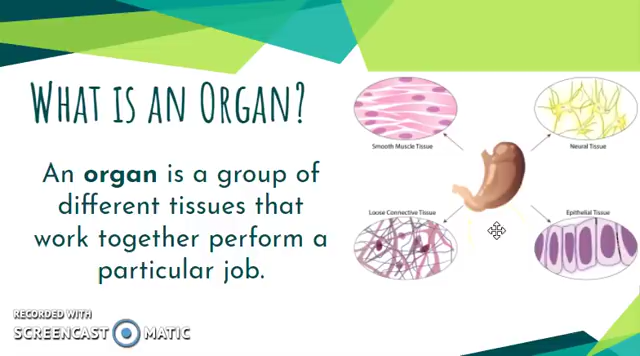 WHAT IS AN ORGAN?
An organ is a group of
different tissues that
work together perform a
particular job.
Smooth Muscle Tissue
Neural Tissue
Loose Connective Tissue
Epithelial Tissue
RECORDED WITH
SCREENCAST MATIC